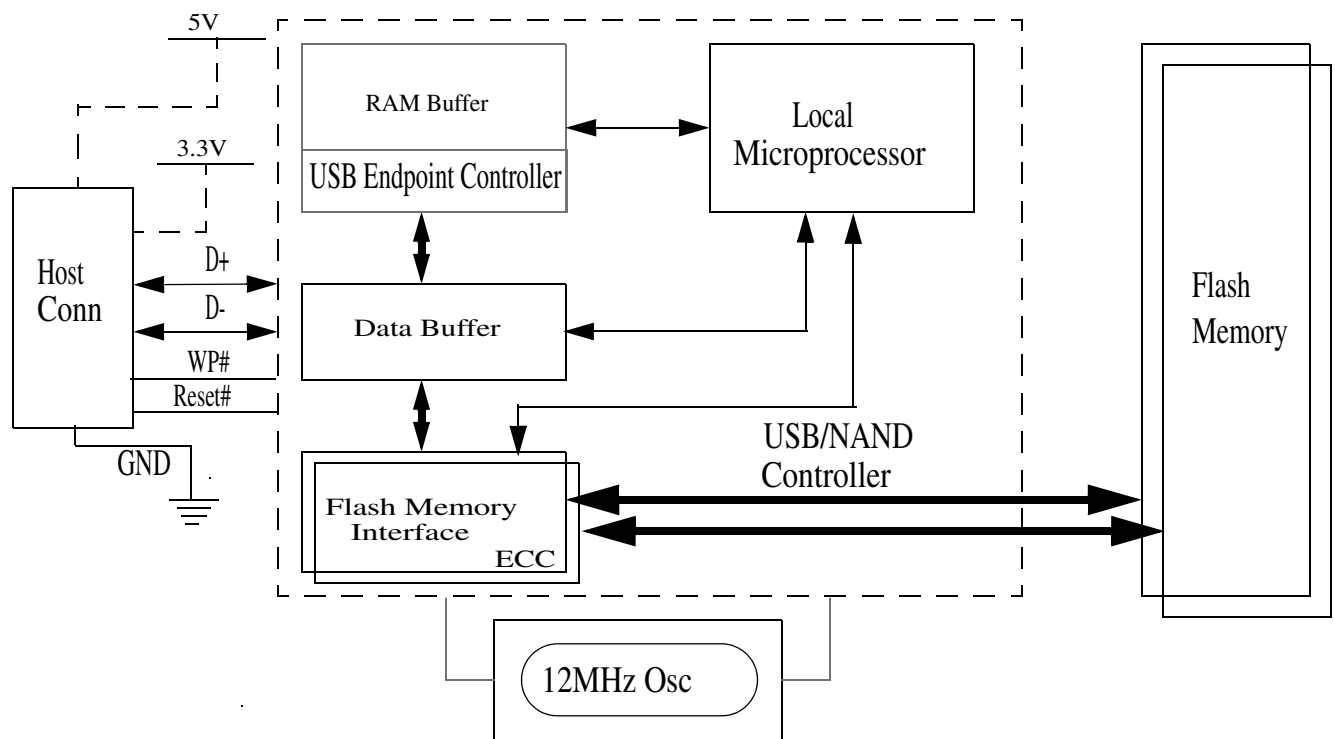 5V
3.3V
Host
Conn
D+
D-
WP#
Reset#
GND
RAM Buffer
USB Endpoint Controller
Local
Microprocessor
Data Buffer
Flash Memory
Interface
ECC
USB/NAND
Controller
Flash
Memory
12MHz Osc